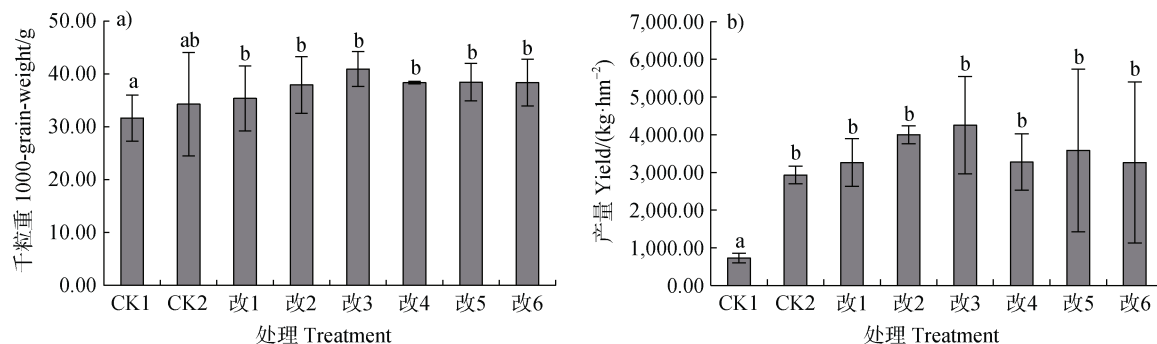 a)
千粒重 1000-grain-weight/g
50.00
40.00
30.00
20.00
10.00
0.00
a
ab
b
b
b
b
b
b
CK1 CK2 改1 改2 改3 改4 改5 改6
处理 Treatment
b)
产量 Yield/(kg·hm⁻²)
7,000.00
6,000.00
5,000.00
4,000.00
3,000.00
2,000.00
1,000.00
0.00
a
b
b
b
b
b
b
b
CK1 CK2 改1 改2 改3 改4 改5 改6
处理 Treatment